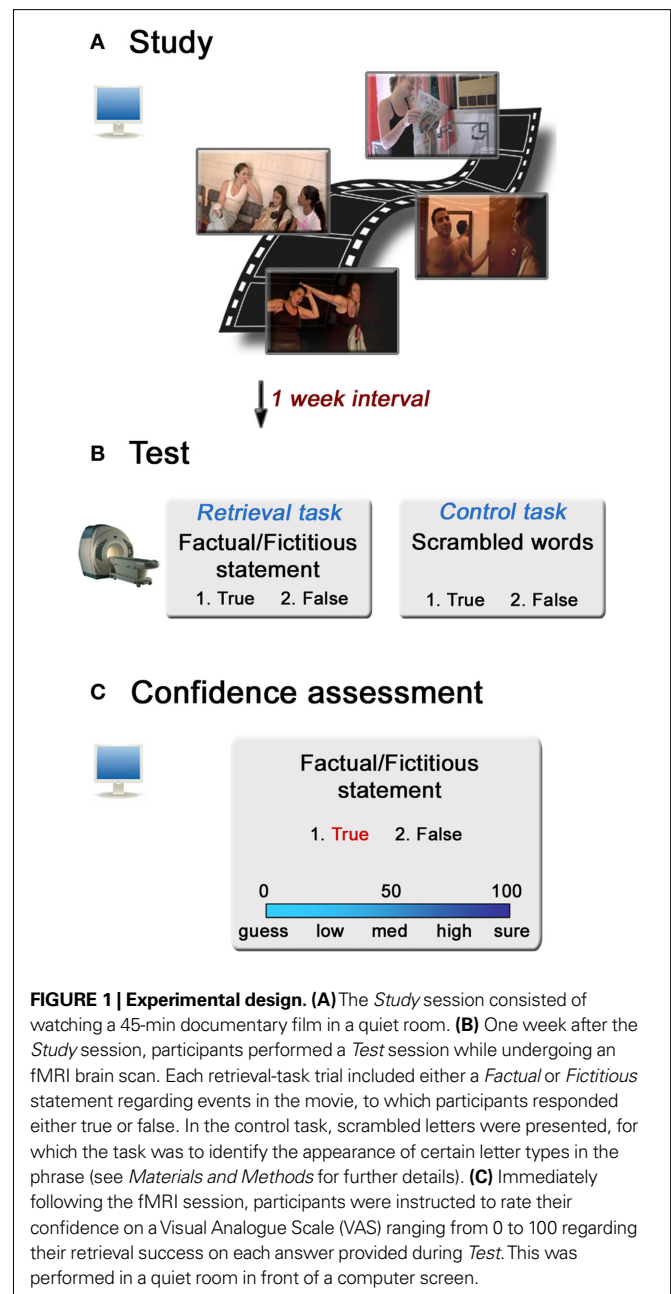 A Study
1 week interval
B Test
Retrieval task
Factual/Fictitious
statement
1. True 2. False
Control task
Scrambled words
1. True 2. False
C Confidence assessment
Factual/Fictitious
statement
1. True 2. False
0 50 100
guess low med high sure
FIGURE 1 | Experimental design. (A) The Study session consisted of
watching a 45-min documentary film in a quiet room. (B) One week after the
Study session, participants performed a Test session while undergoing an
fMRI brain scan. Each retrieval-task trial included either a Factual or Fictitious
statement regarding events in the movie, to which participants responded
either true or false. In the control task, scrambled letters were presented, for
which the task was to identify the appearance of certain letter types in the
phrase (see Materials and Methods for further details). (C) Immediately
following the fMRI session, participants were instructed to rate their
confidence on a Visual Analogue Scale (VAS) ranging from 0 to 100 regarding
their retrieval success on each answer provided during Test. This was
performed in a quiet room in front of a computer screen.